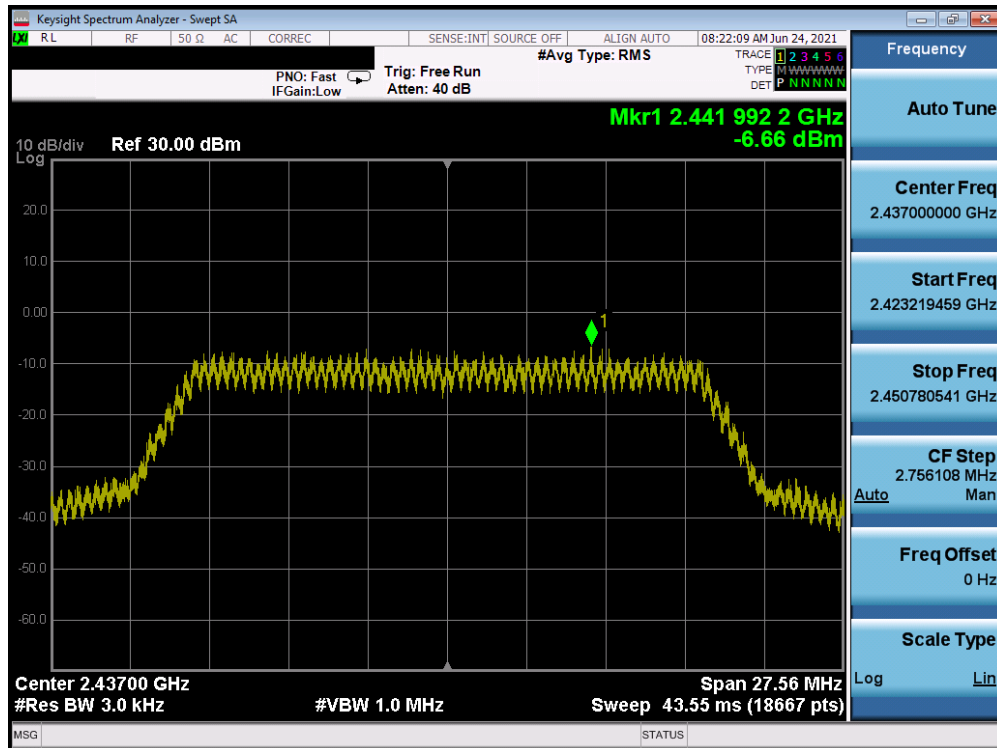 Keysight Spectrum Analyzer - Swept SA
LXI RL RF 50 Ω AC CORREC SENSE:INT SOURCE OFF ALIGN AUTO 08:22:09 AM Jun 24, 2021
#Avg Type: RMS
TRACE 1 2 3 4 5 6
PNO: Fast Trig: Free Run
TYPE M WWWWW
IFGain:Low Atten: 40 dB
DET P N N N N N
Mkr1 2.441 992 2 GHz
-6.66 dBm
10 dB/div Ref 30.00 dBm
Log
20.0
10.0
0.00
-10.0
-20.0
-30.0
-40.0
-50.0
-60.0
1
Center 2.43700 GHz Span 27.56 MHz
#Res BW 3.0 kHz #VBW 1.0 MHz Sweep 43.55 ms (18667 pts)
MSG STATUS
Frequency
Auto Tune
Center Freq
2.437000000 GHz
Start Freq
2.423219459 GHz
Stop Freq
2.450780541 GHz
CF Step
2.756108 MHz
Auto Man
Freq Offset
0 Hz
Scale Type
Log Lin